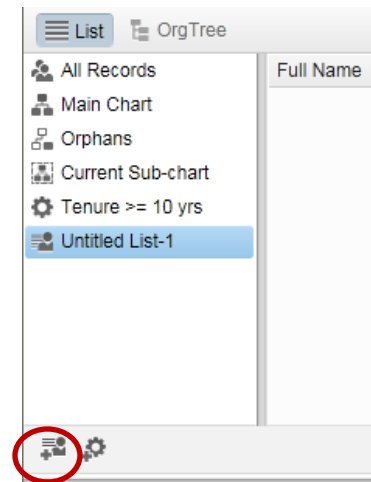 List OrgTree
All Records Full Name
Main Chart
Orphans
Current Sub-chart
Tenure >= 10 yrs
Untitled List-1